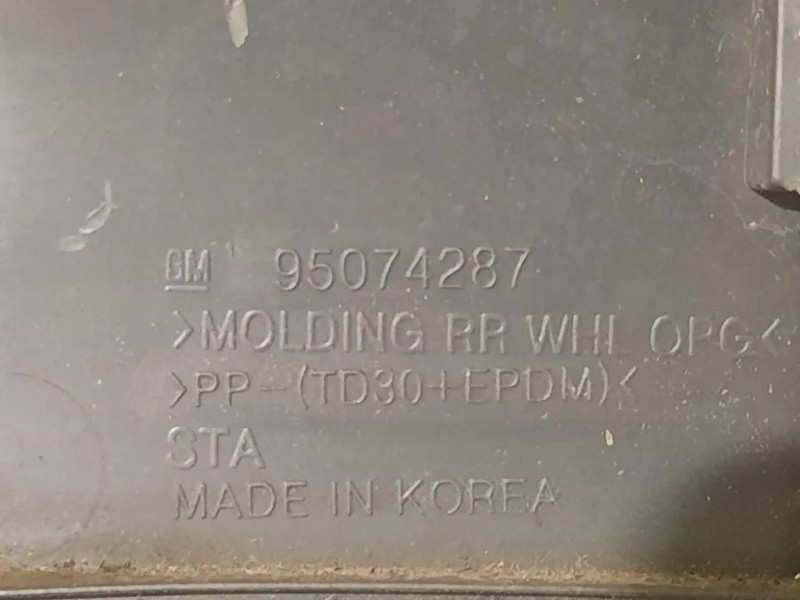 GM 95074287
>MOLDING RR WHL OPG<
>PP-(TD30+EPDM)<
STA
MADE IN KOREA